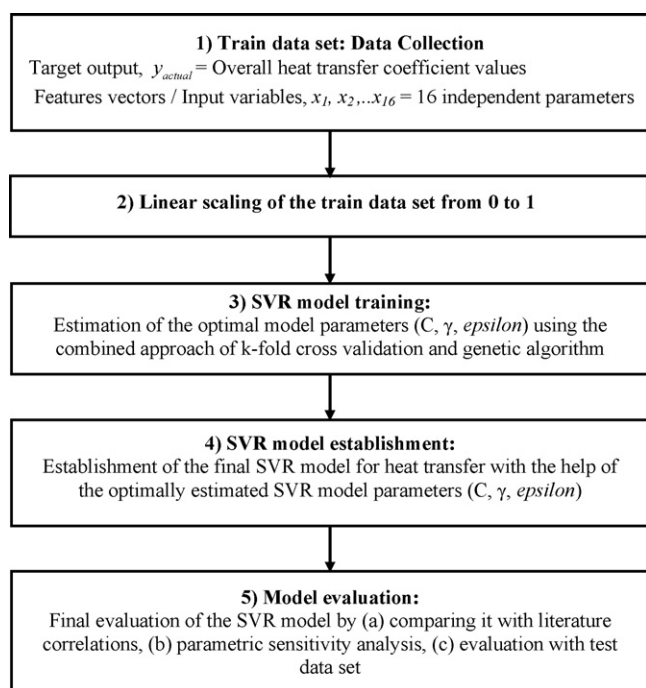 1) Train data set: Data Collection
Target output, yactual = Overall heat transfer coefficient values
Features vectors / Input variables, x1, x2,..x16 = 16 independent parameters
2) Linear scaling of the train data set from 0 to 1
3) SVR model training:
Estimation of the optimal model parameters (C, γ, epsilon) using the
combined approach of k-fold cross validation and genetic algorithm
4) SVR model establishment:
Establishment of the final SVR model for heat transfer with the help of
the optimally estimated SVR model parameters (C, γ, epsilon)
5) Model evaluation:
Final evaluation of the SVR model by (a) comparing it with literature
correlations, (b) parametric sensitivity analysis, (c) evaluation with test
data set